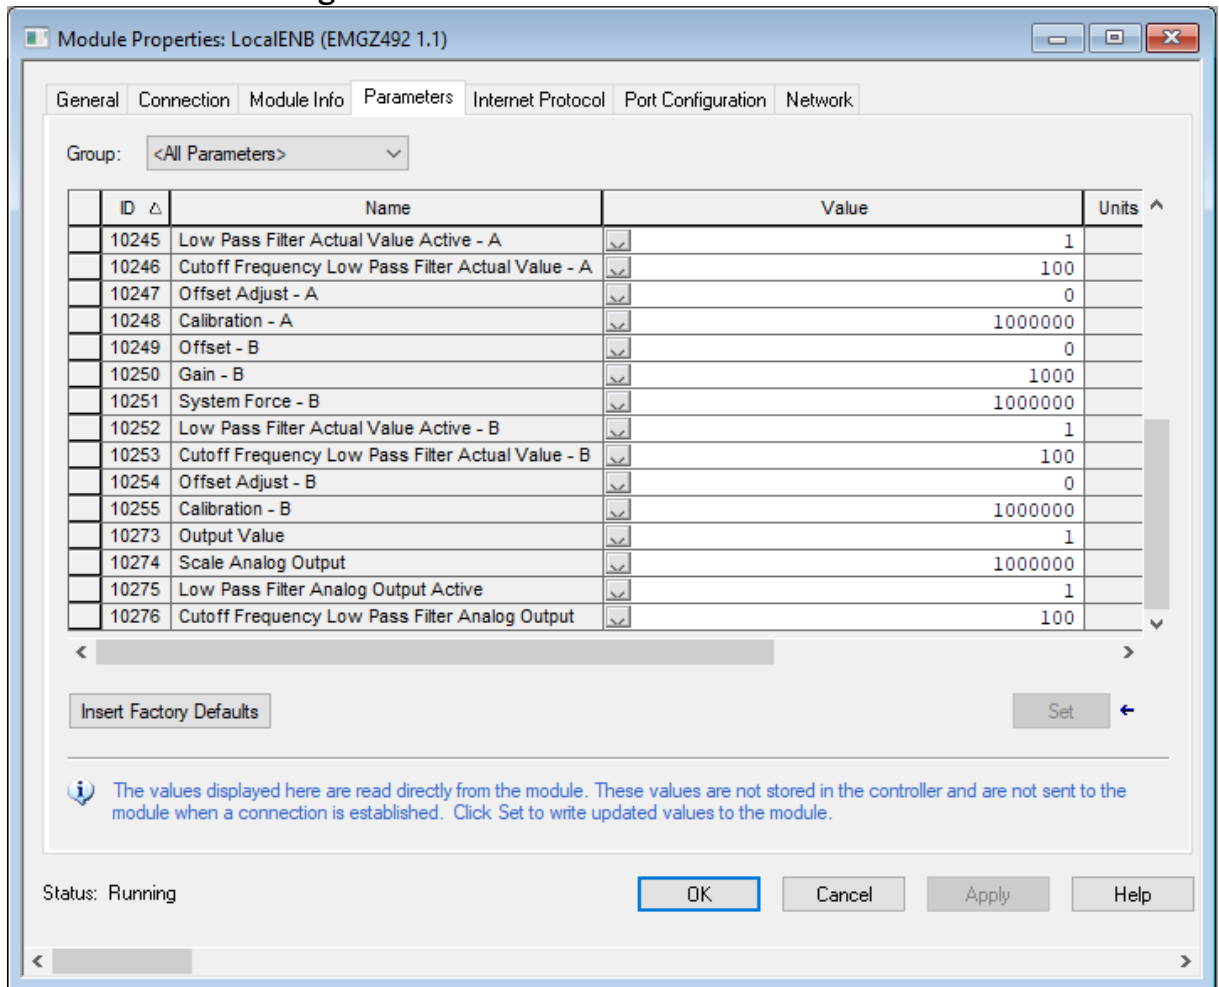 Module Properties: LocalENB (EMGZ492 1.1)
General Connection Module Info Parameters Internet Protocol Port Configuration Network
Group: <All Parameters>
ID Name Value Units
10245 Low Pass Filter Actual Value Active - A 1
10246 Cutoff Frequency Low Pass Filter Actual Value - A 100
10247 Offset Adjust - A 0
10248 Calibration - A 1000000
10249 Offset - B 0
10250 Gain - B 1000
10251 System Force - B 1000000
10252 Low Pass Filter Actual Value Active - B 1
10253 Cutoff Frequency Low Pass Filter Actual Value - B 100
10254 Offset Adjust - B 0
10255 Calibration - B 1000000
10273 Output Value 1
10274 Scale Analog Output 1000000
10275 Low Pass Filter Analog Output Active 1
10276 Cutoff Frequency Low Pass Filter Analog Output 100
Insert Factory Defaults Set
The values displayed here are read directly from the module. These values are not stored in the controller and are not sent to the
module when a connection is established. Click Set to write updated values to the module.
Status: Running OK Cancel Apply Help